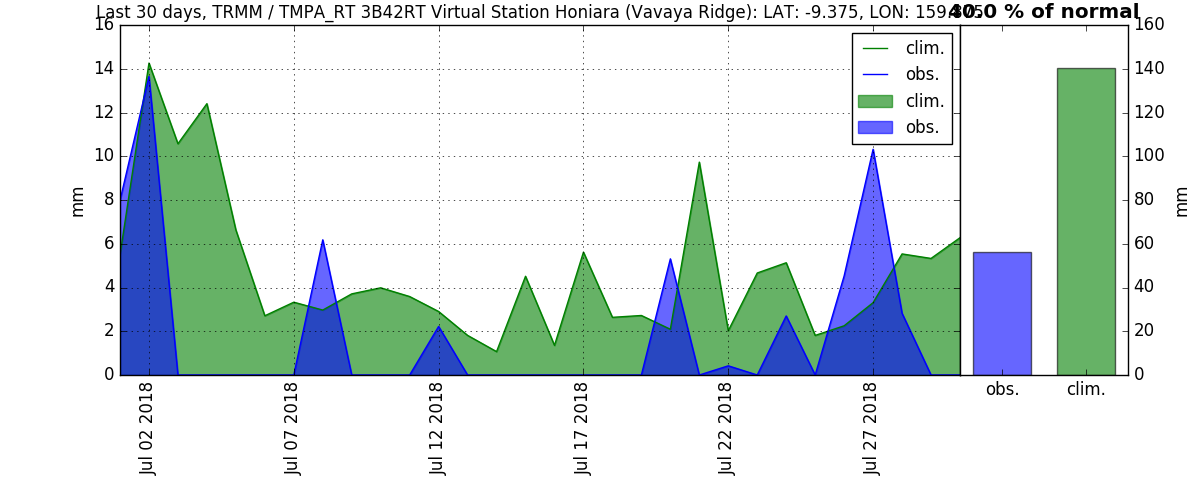 Last 30 days, TRMM / TMPA_RT 3B42RT Virtual Station Honiara (Vavaya Ridge): LAT: -9.375, LON:
40.0 % of normal
16
14
12
10
8
6
4
2
0
mm
clim.
obs.
clim.
obs.
Jul 02 2018
Jul 07 2018
Jul 12 2018
Jul 17 2018
Jul 22 2018
Jul 27 2018
160
140
120
100
80
60
40
20
0
mm
obs.
clim.